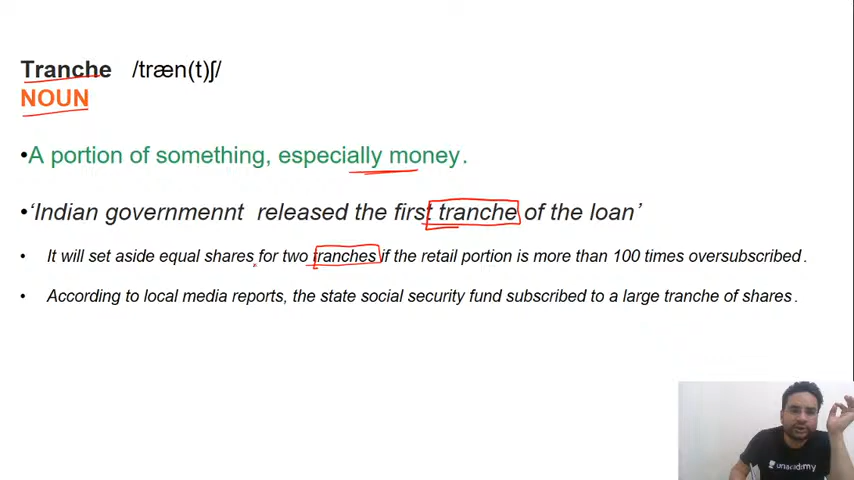 Tranche /træn(t)ʃ/
NOUN
•A portion of something, especially money.
•‘Indian governmennt released the first tranche of the loan’
• It will set aside equal shares for two tranches if the retail portion is more than 100 times oversubscribed.
• According to local media reports, the state social security fund subscribed to a large tranche of shares.
unacademy